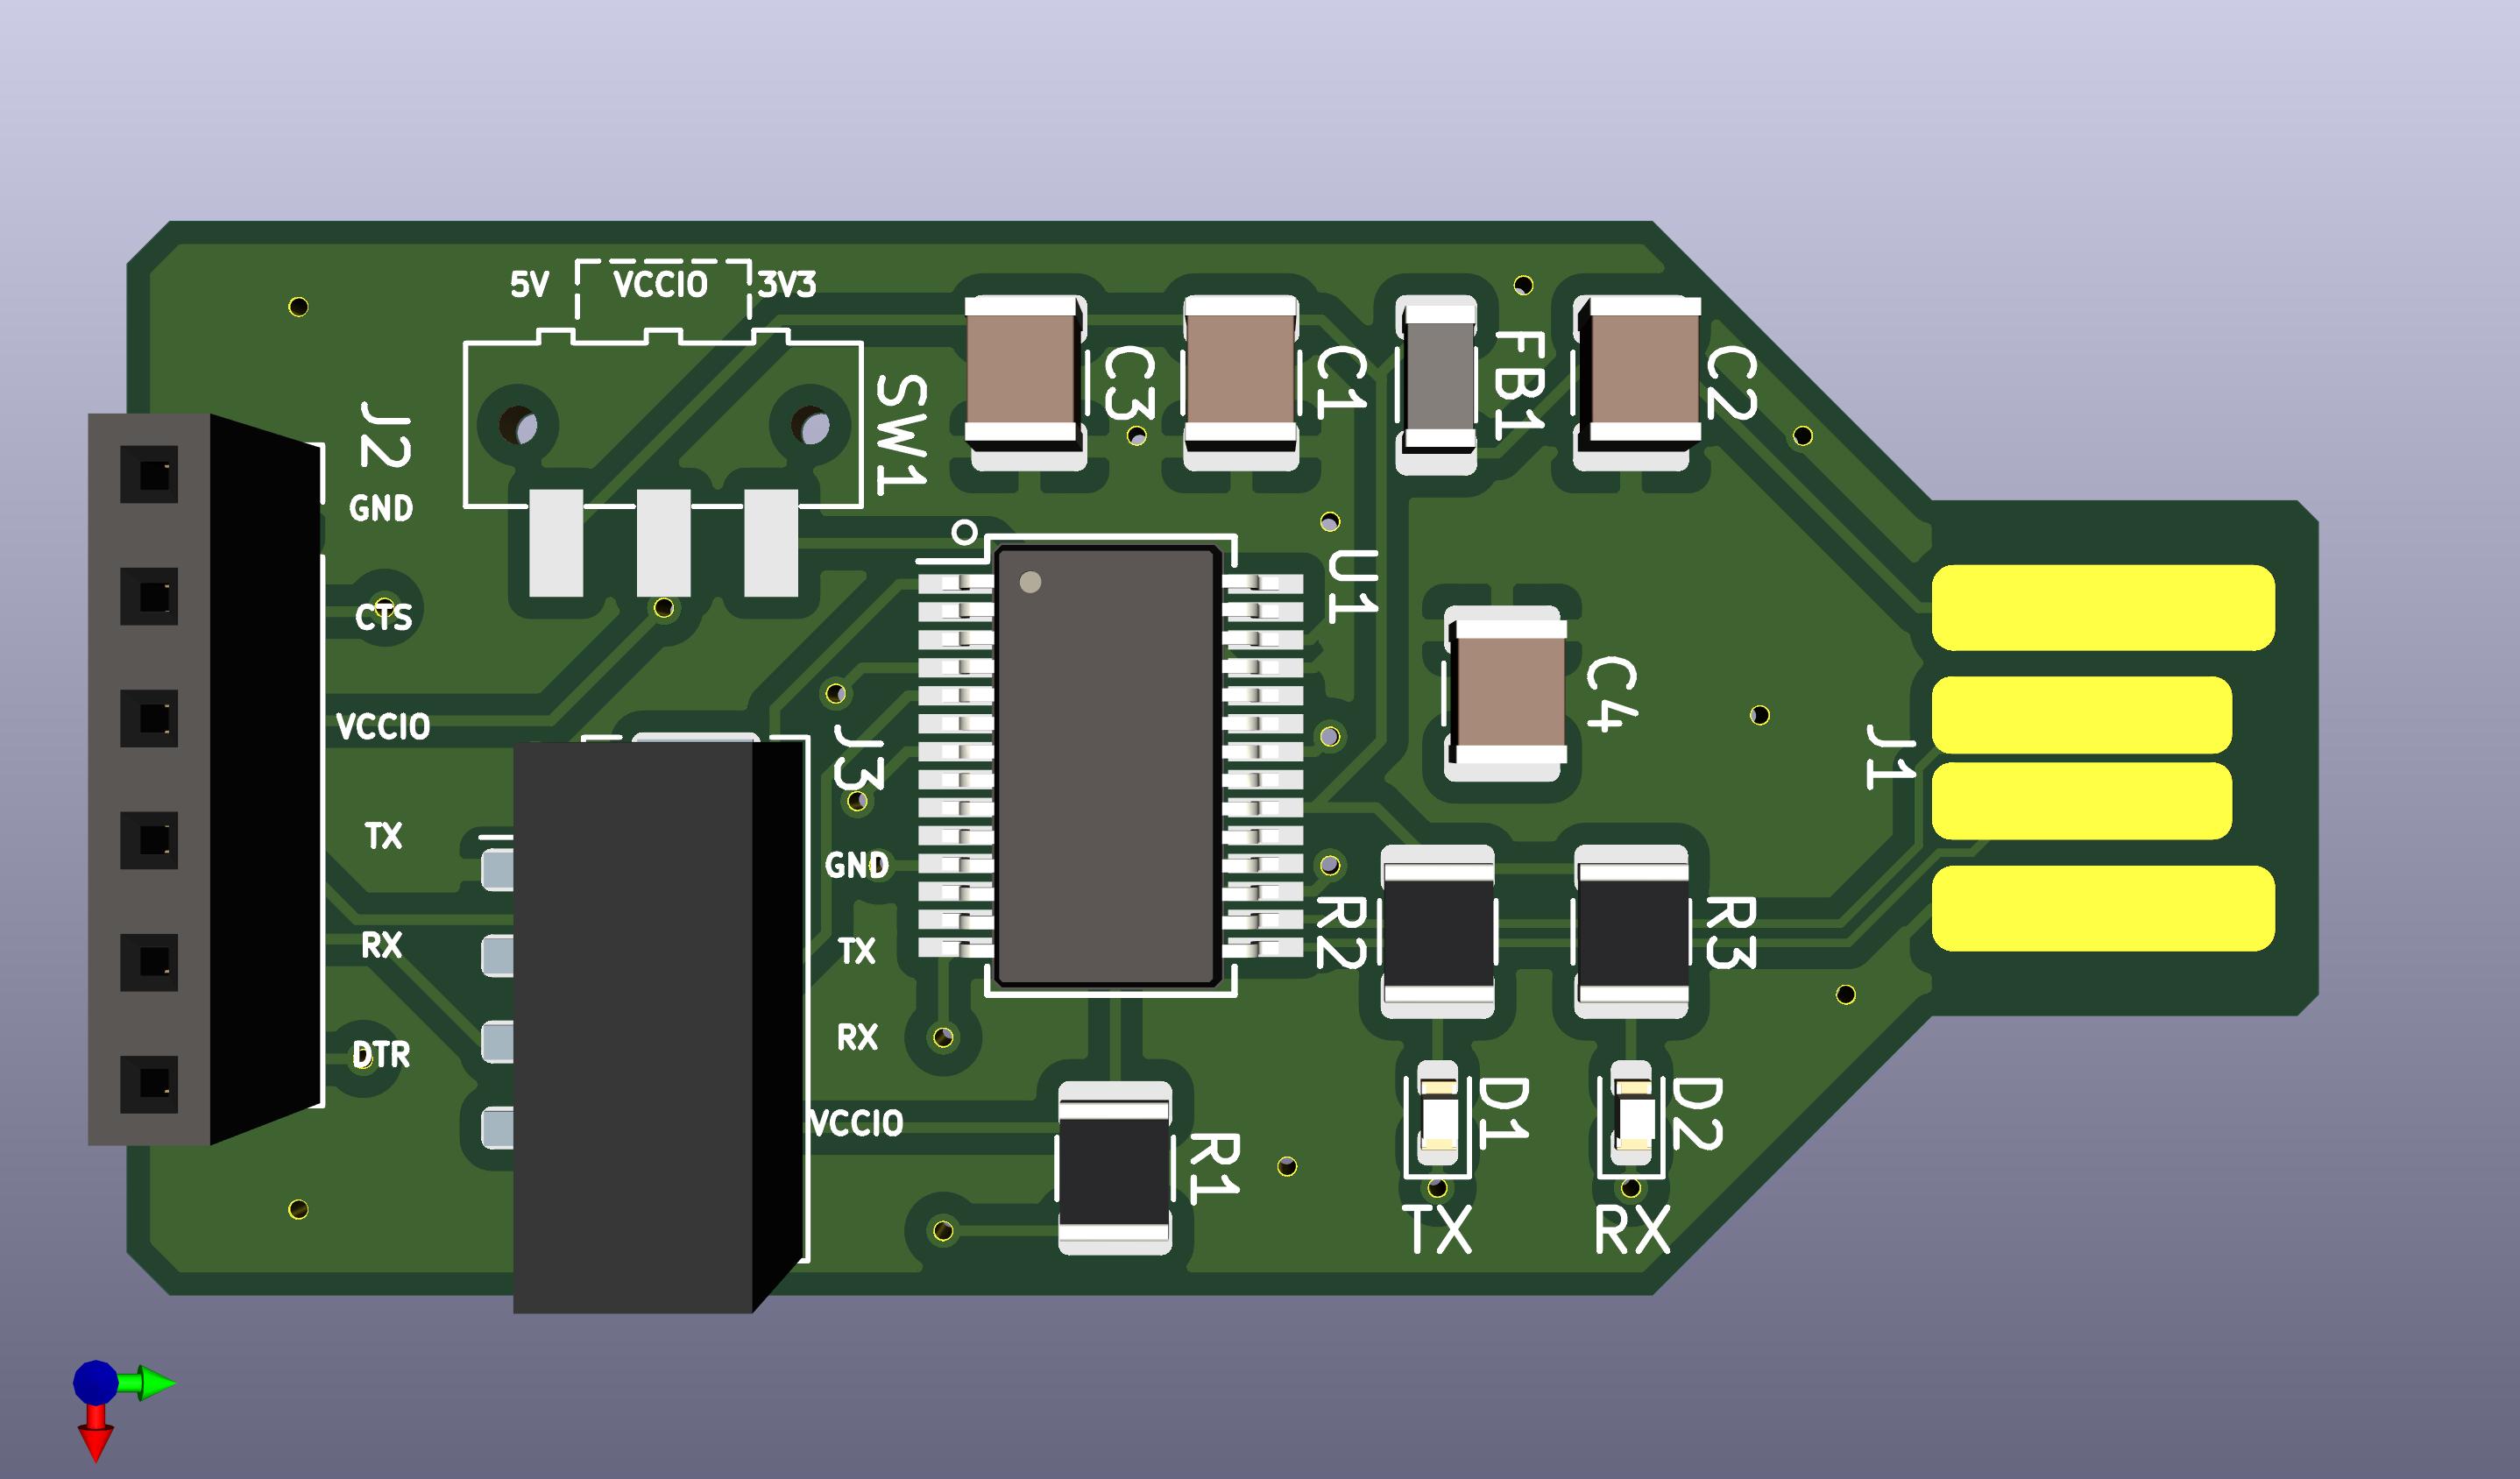 5V VCCIO 3V3
J2
GND
CTS
VCCIO
TX
RX
DTR
SW1
C3
C1
FB1
C2
U1
C4
J1
J3
GND
TX
RX
VCCIO
R1
R2
R3
D1
D2
TX
RX